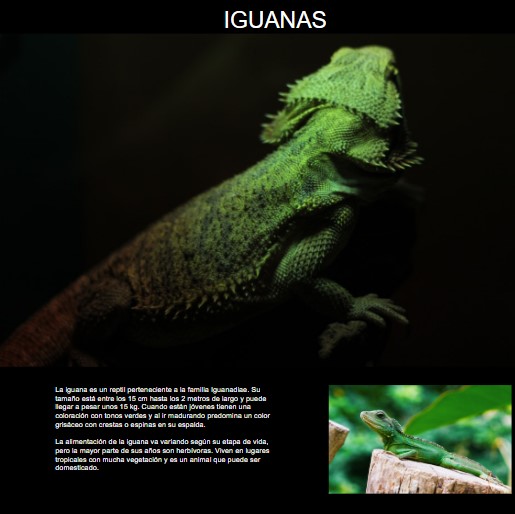 IGUANAS
La iguana es un reptil perteneciente a la familia Iguanadiae. Su
tamaño está entre los 15 cm hasta los 2 metros de largo y puede
llegar a pesar unos 15 kg. Cuando están jóvenes tienen una
coloración con tonos verdes y al ir madurando predomina un color
grisáceo con crestas o espinas en su espalda.
La alimentación de la iguana va variando según su etapa de vida,
pero la mayor parte de sus años son herbívoras. Viven en lugares
tropicales con mucha vegetación y es un animal que puede ser
domesticado.